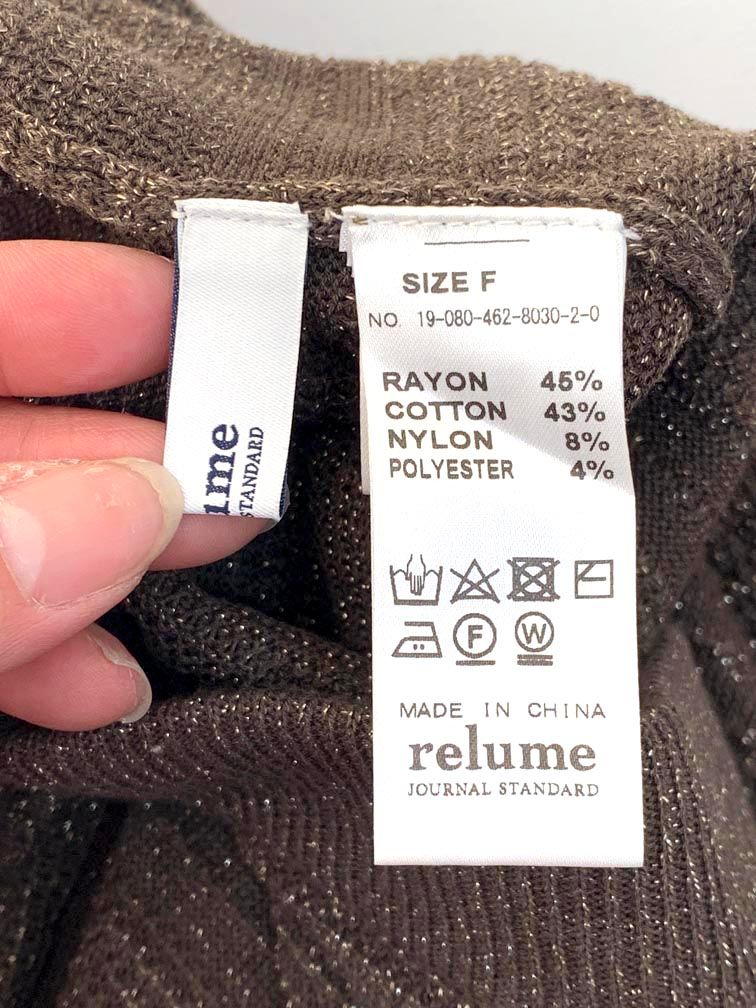 STANDARD
SIZE F
NO. 19-080-462-8030-2-0
RAYON 45%
COTTON 43%
NYLON 8%
POLYESTER 4%
F W
MADE IN CHINA
relume
JOURNAL STANDARD